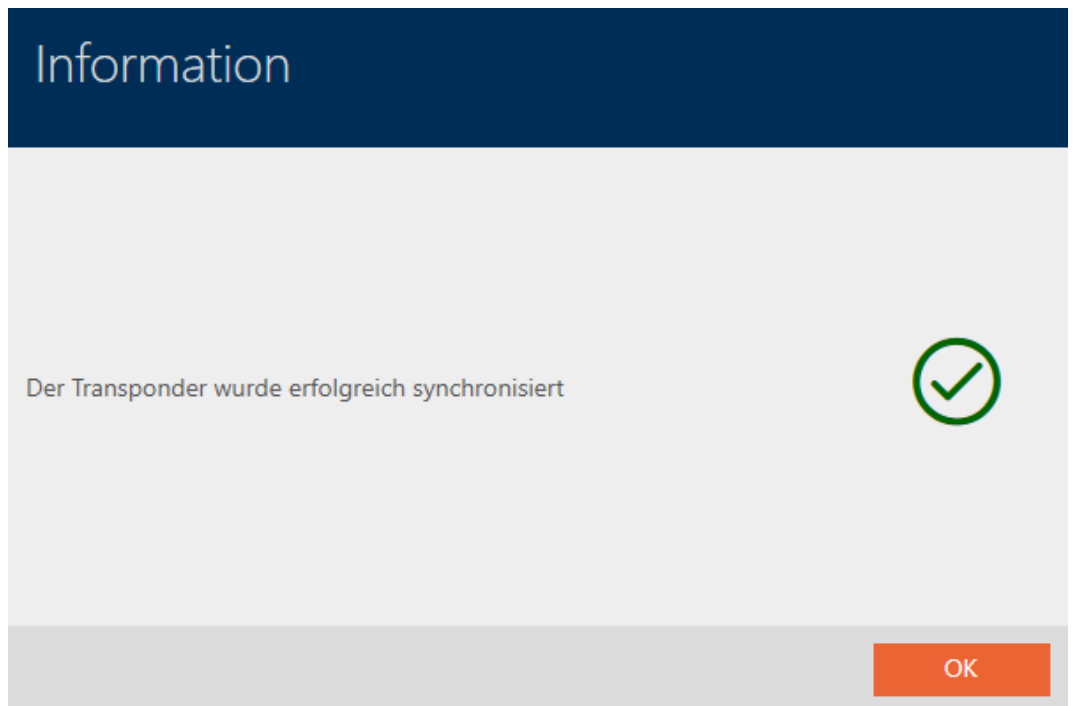 Information
Der Transponder wurde erfolgreich synchronisiert
OK